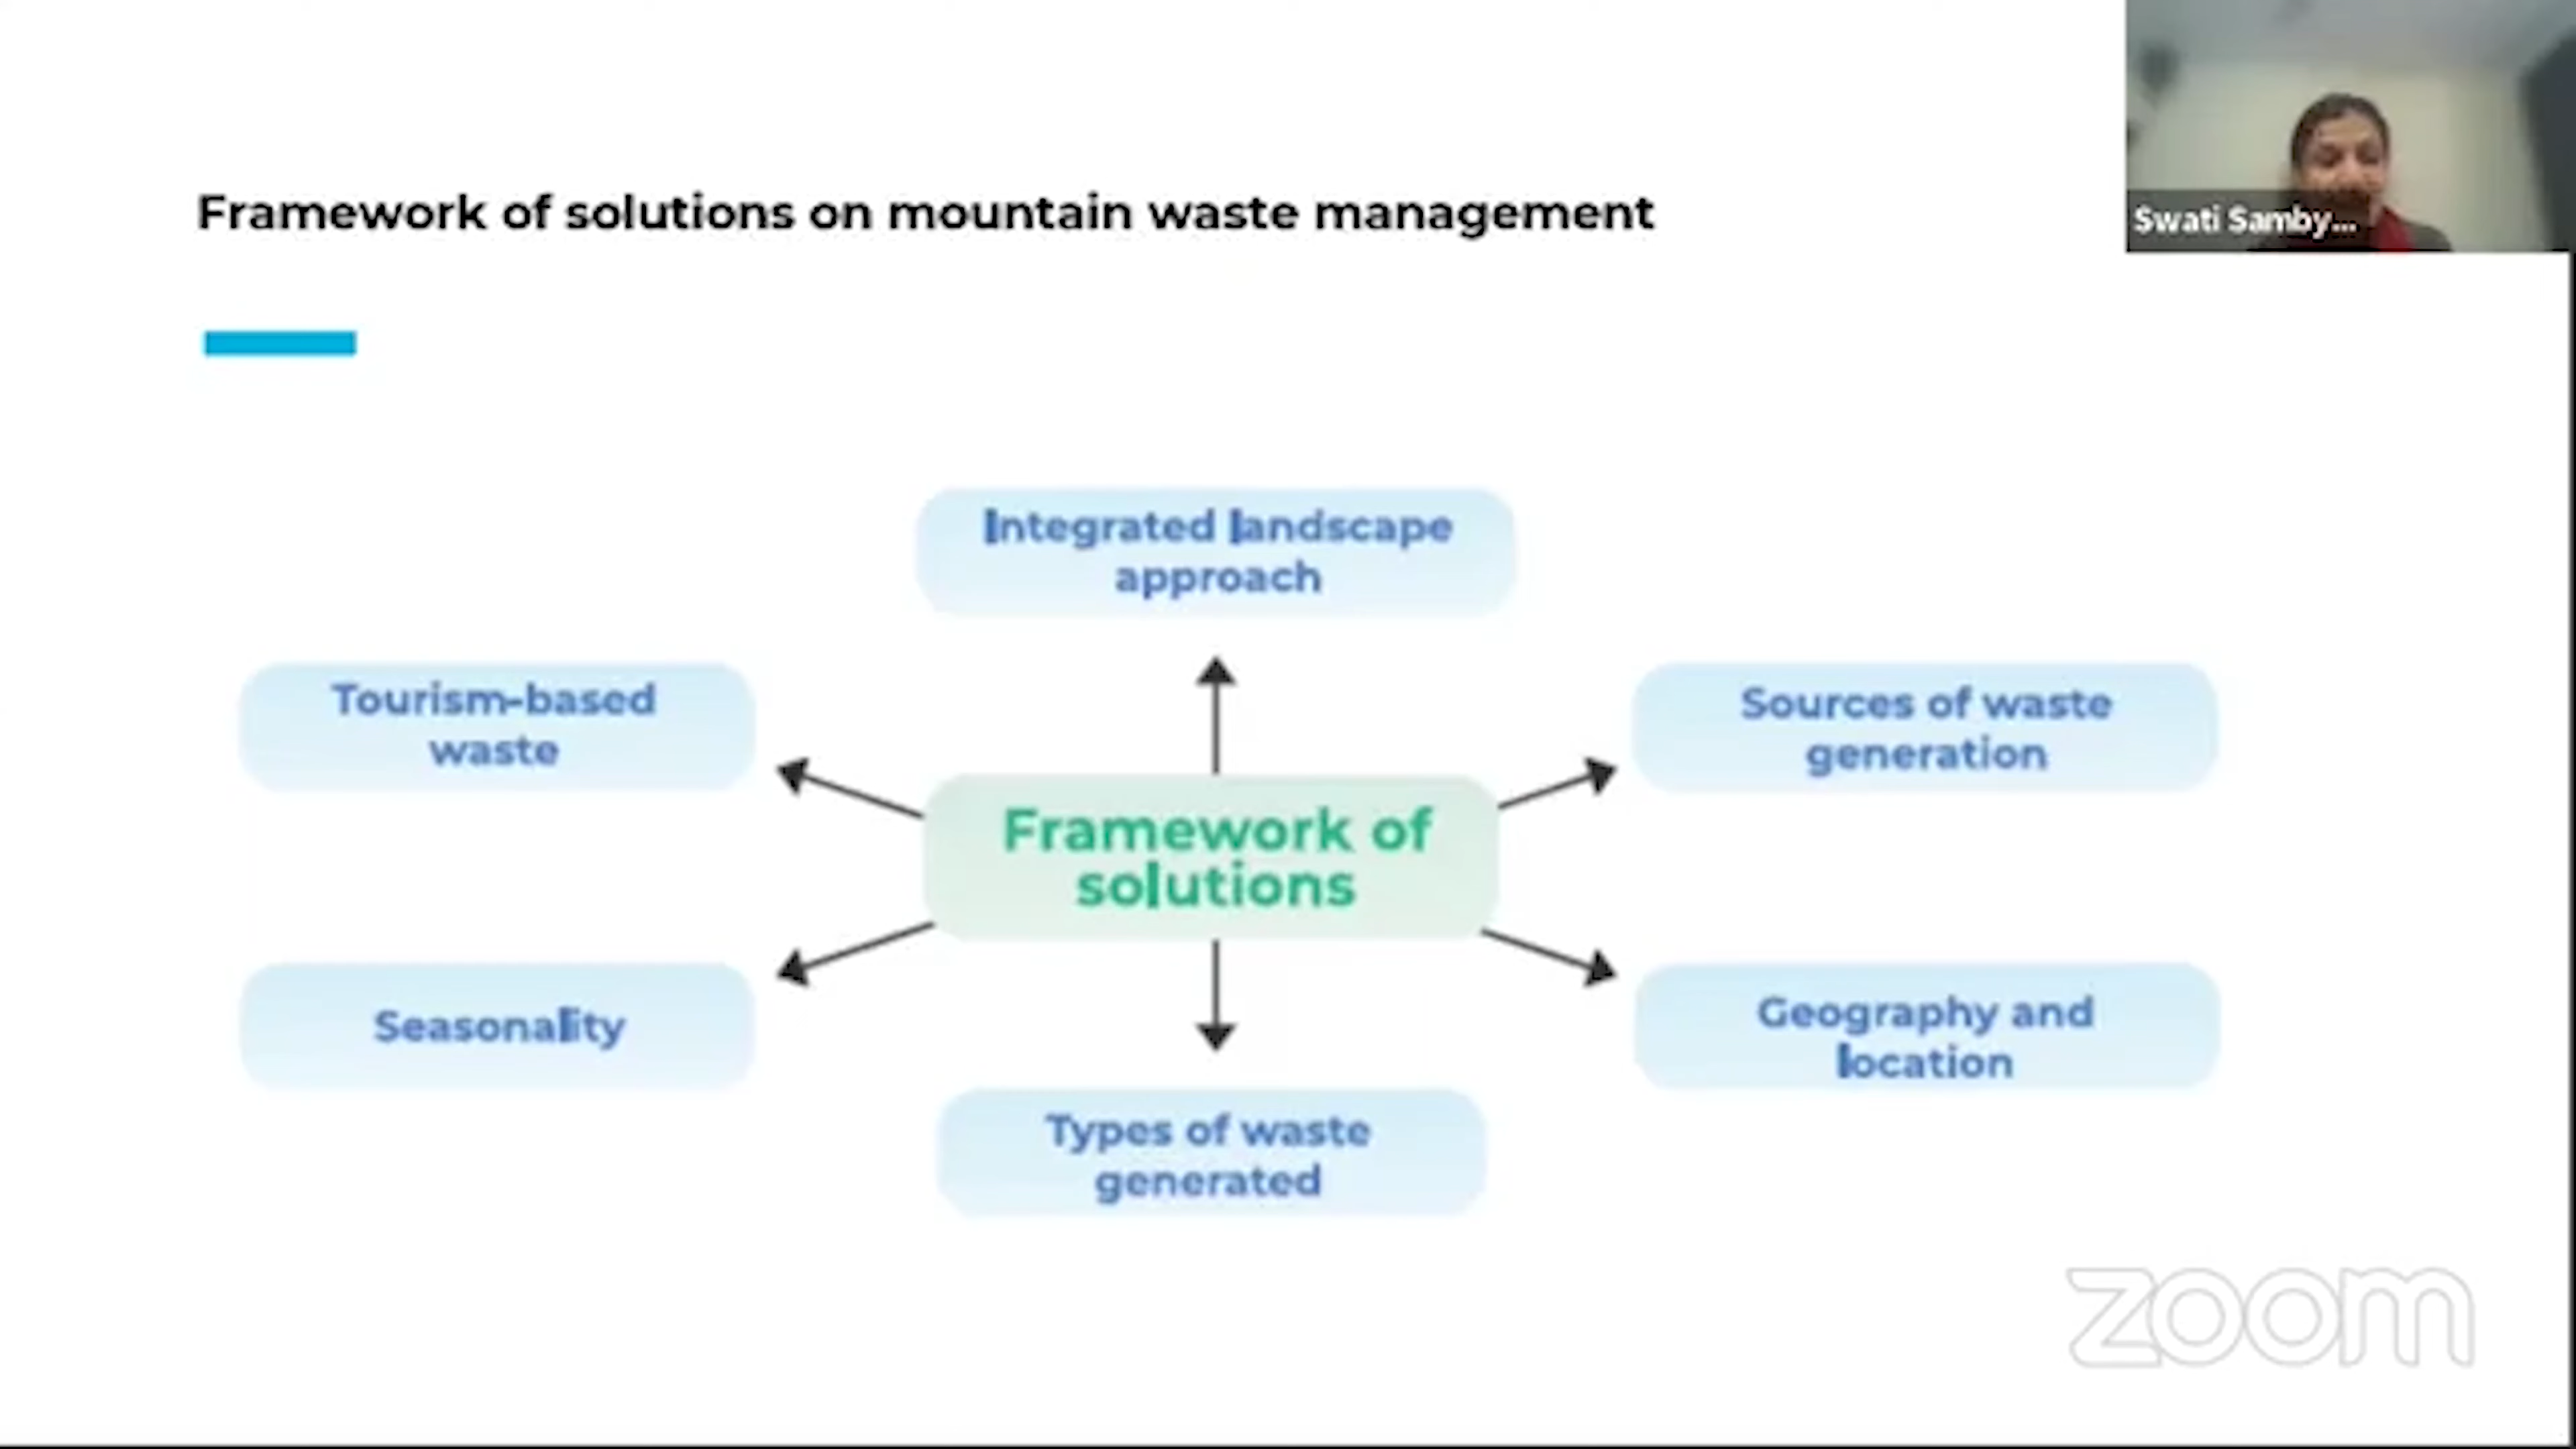 Framework of solutions on mountain waste management
Swati Samby...
Integrated landscape
approach
Tourism-based
waste
Sources of waste
generation
Framework of
solutions
Seasonality
Geography and
location
Types of waste
generated
zoom